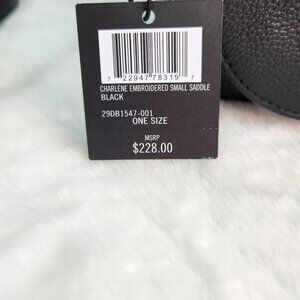 7 22947 78319 7
CHARLENE EMBROIDERED SMALL SADDLE
BLACK
29DB1547-001
ONE SIZE
MSRP
$228.00